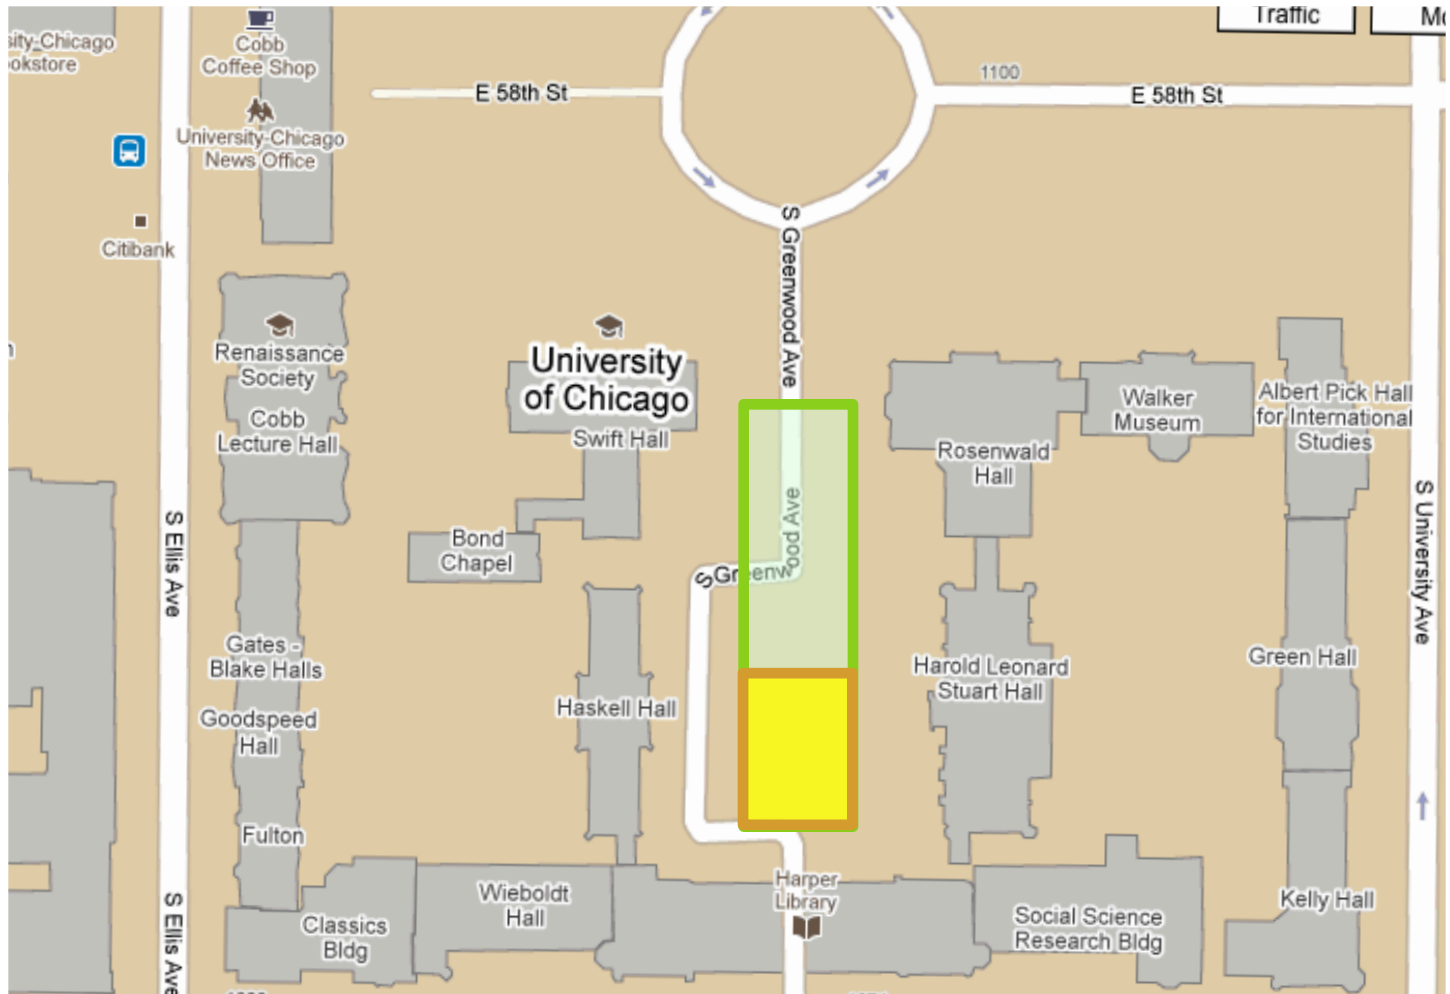 Traffic
Mo
sity-Chicago
ookstore
Cobb
Coffee Shop
E 58th St
1100
E 58th St
University-Chicago
News Office
Citibank
S Greenwood Ave
Renaissance
Society
University
of Chicago
Cobb
Lecture Hall
Swift Hall
Walker
Museum
Albert Pick Hall
for International
Studies
Rosenwald
Hall
S Ellis Ave
Bond
Chapel
S Greenwood Ave
S University Ave
Gates -
Blake Halls
Goodspeed
Hall
Haskell Hall
Harold Leonard
Stuart Hall
Green Hall
Fulton
S Ellis Ave
Classics
Bldg
Wieboldt
Hall
Harper
Library
Social Science
Research Bldg
Kelly Hall